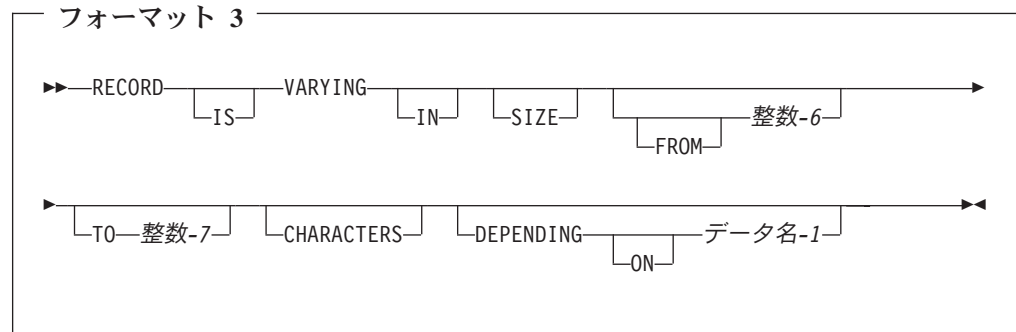 フォーマット 3
RECORD IS VARYING IN SIZE FROM 整数-6
TO 整数-7 CHARACTERS DEPENDING ON データ名-1